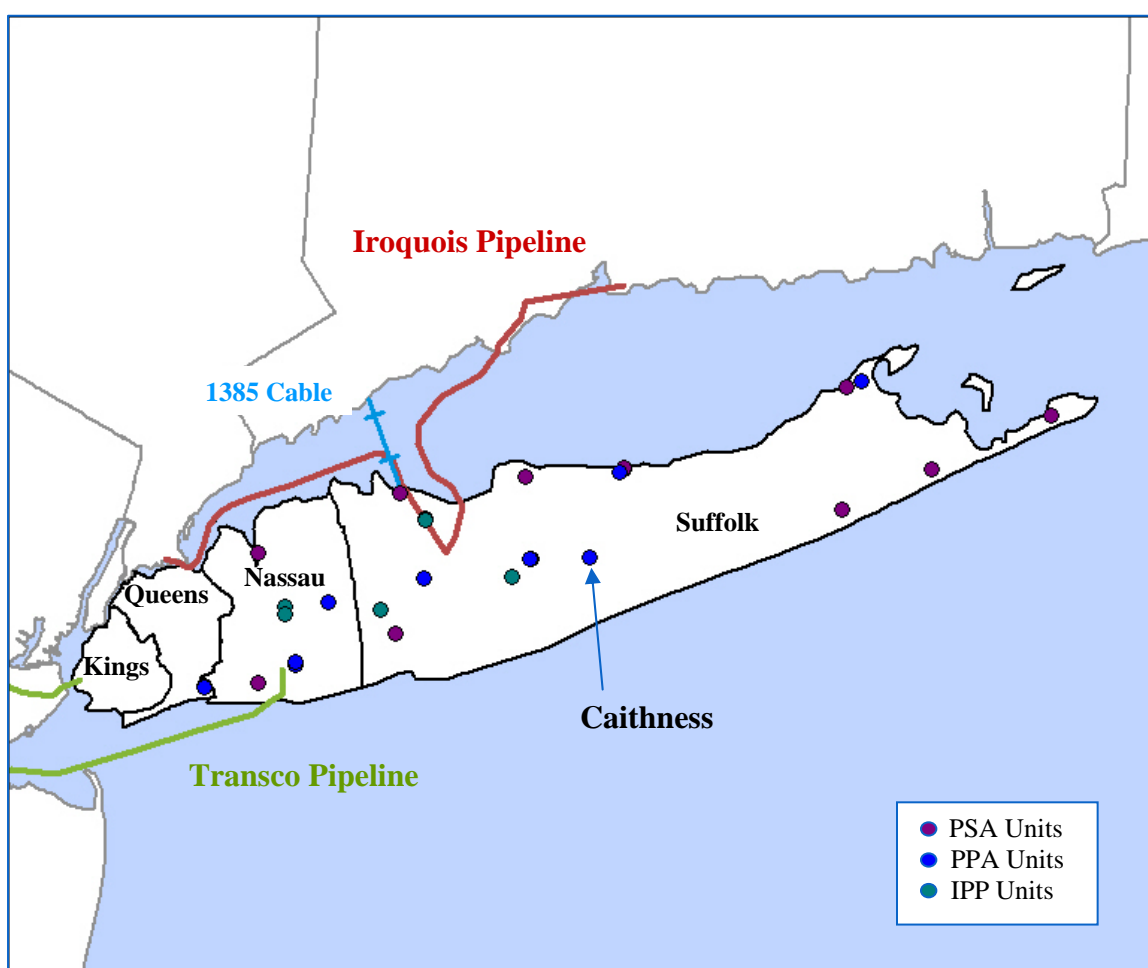 Iroquois Pipeline
1385 Cable
Suffolk
Nassau
Queens
Kings
Caithness
Transco Pipeline
PSA Units
PPA Units
IPP Units